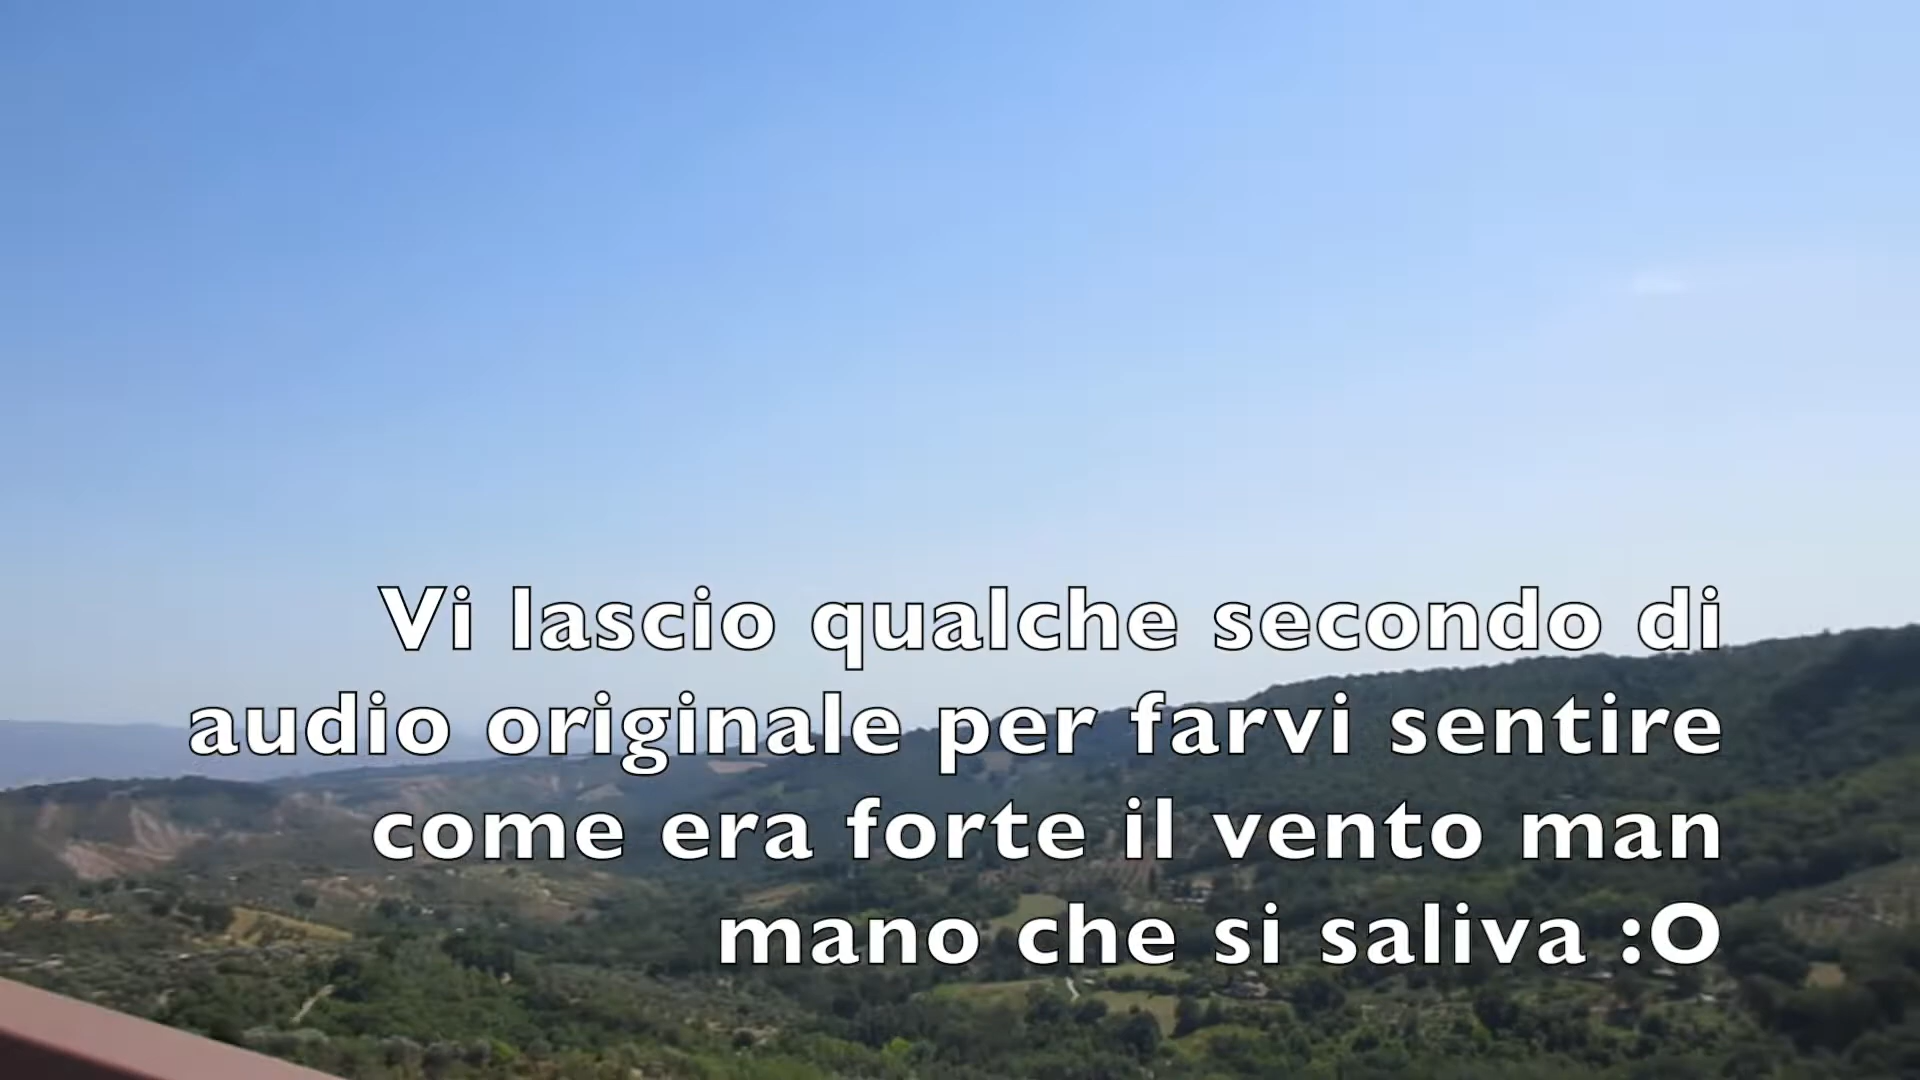 Vi lascio qualche secondo di
audio originale per farvi sentire
come era forte il vento man
mano che si saliva :O